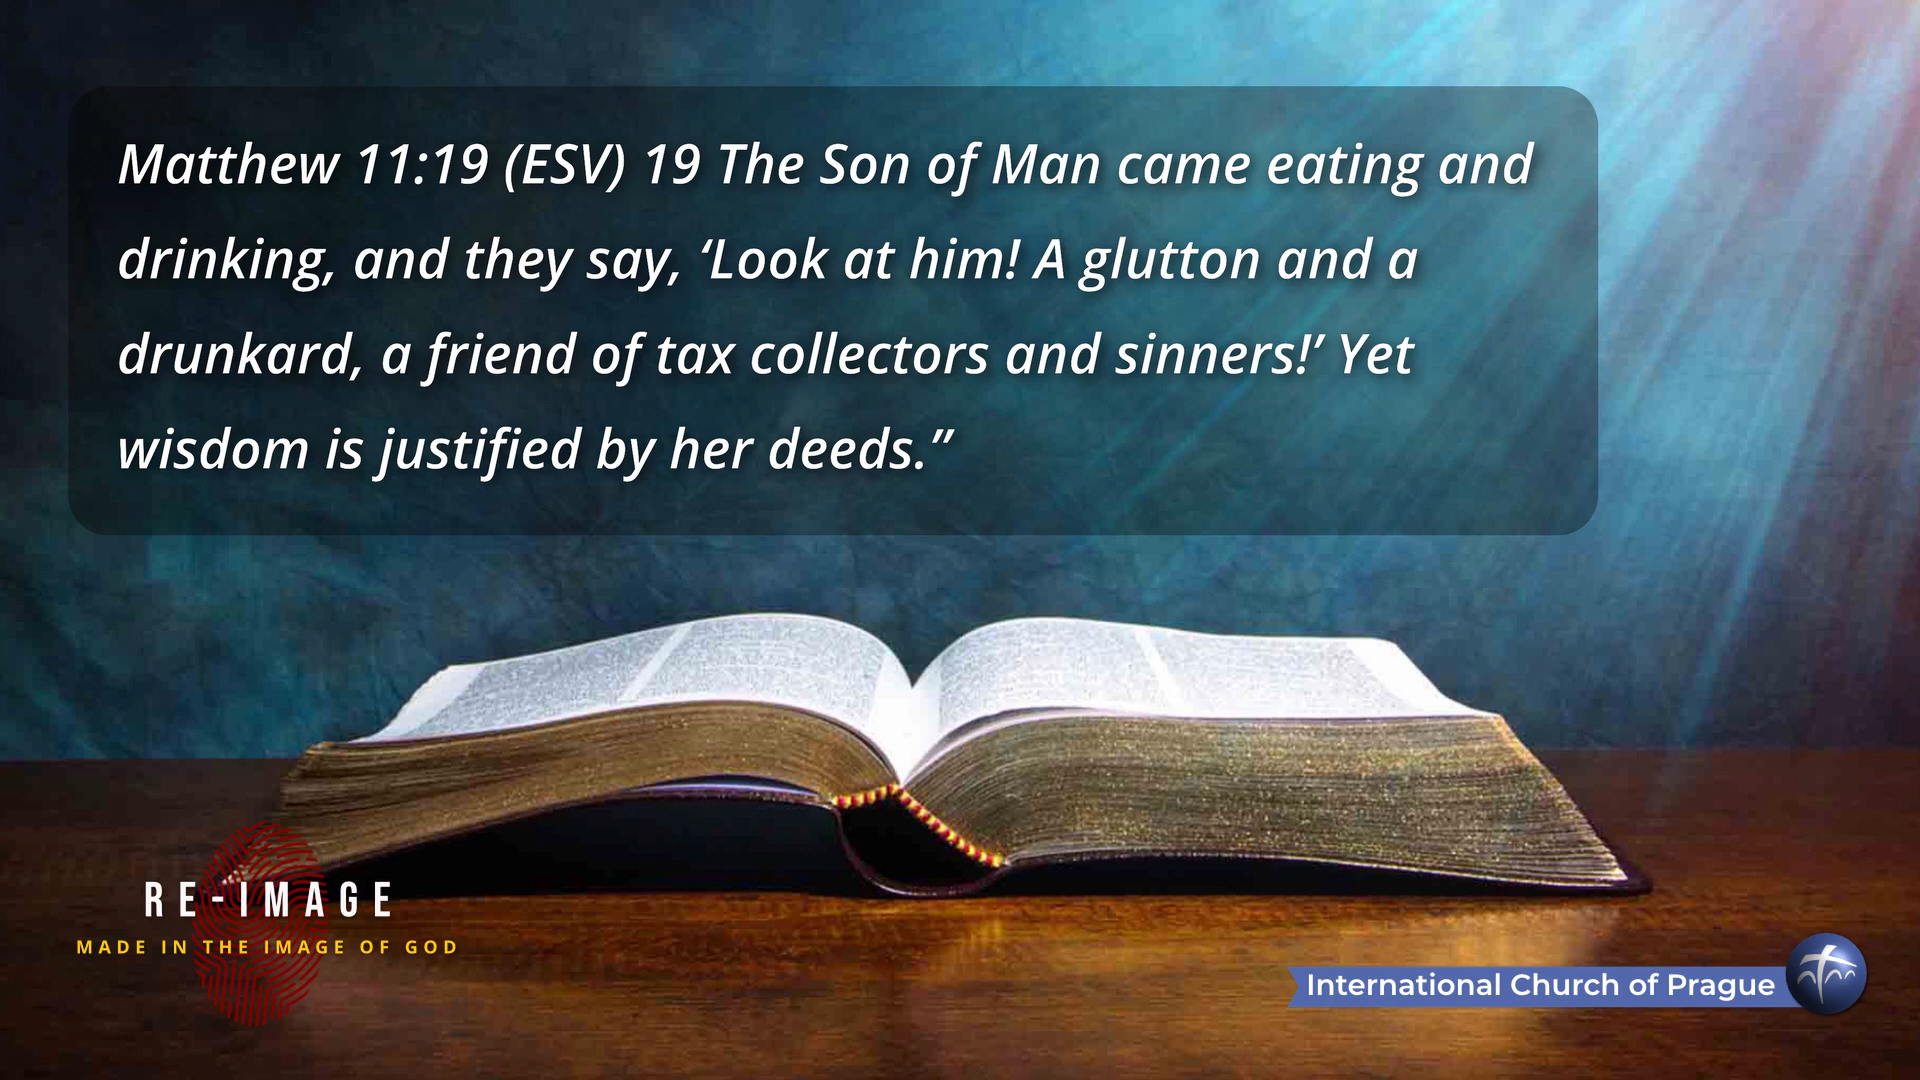 Matthew 11:19 (ESV) 19 The Son of Man came eating and
drinking, and they say, ‘Look at him! A glutton and a
drunkard, a friend of tax collectors and sinners!’ Yet
wisdom is justified by her deeds.”
RE-IMAGE
MADE IN THE IMAGE OF GOD
International Church of Prague